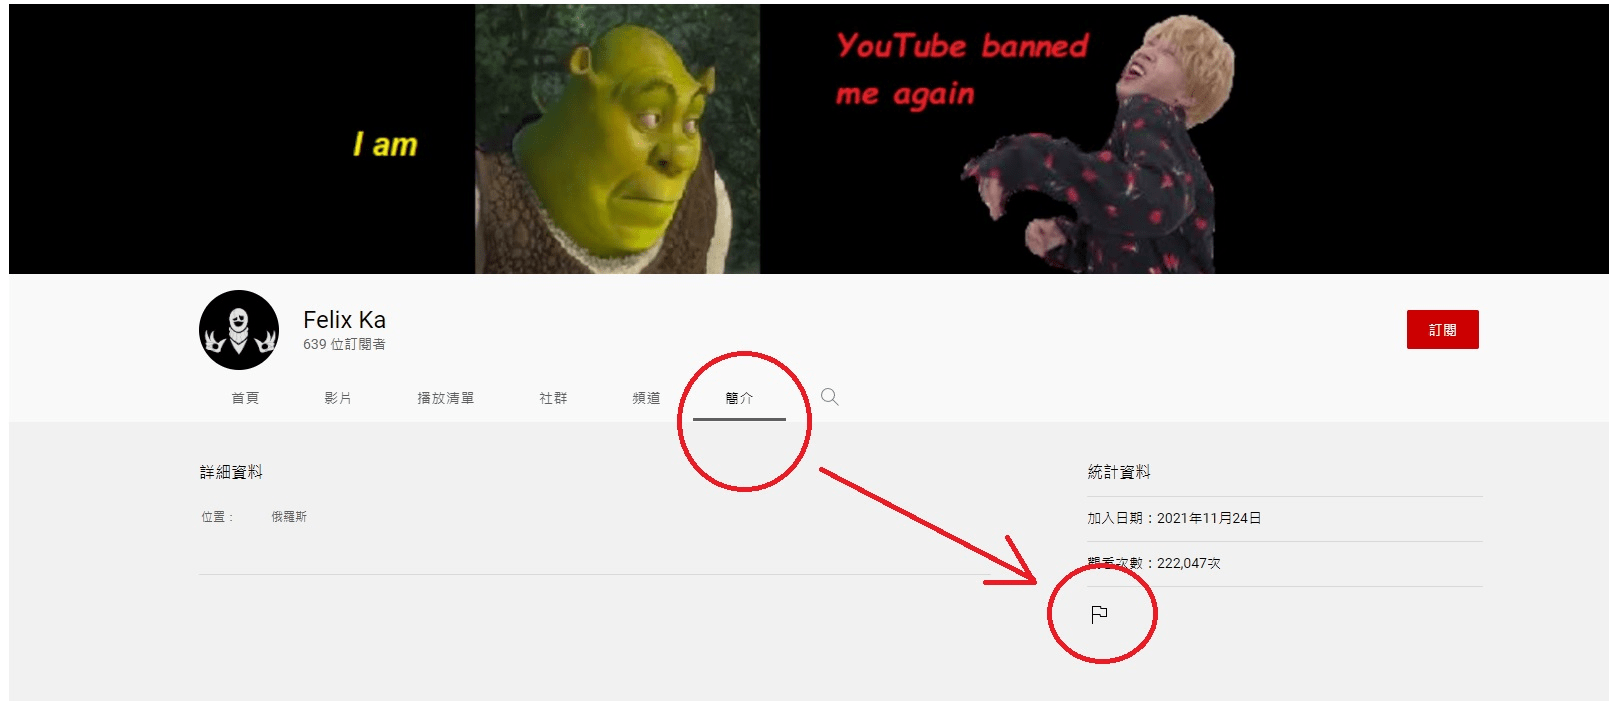 I am
YouTube banned
me again
Felix Ka
639 位訂閱者
訂閱
首頁 影片 播放清單 社群 頻道 簡介
詳細資料
位置： 俄羅斯
統計資料
加入日期：2021年11月24日
觀看次數：222,047次